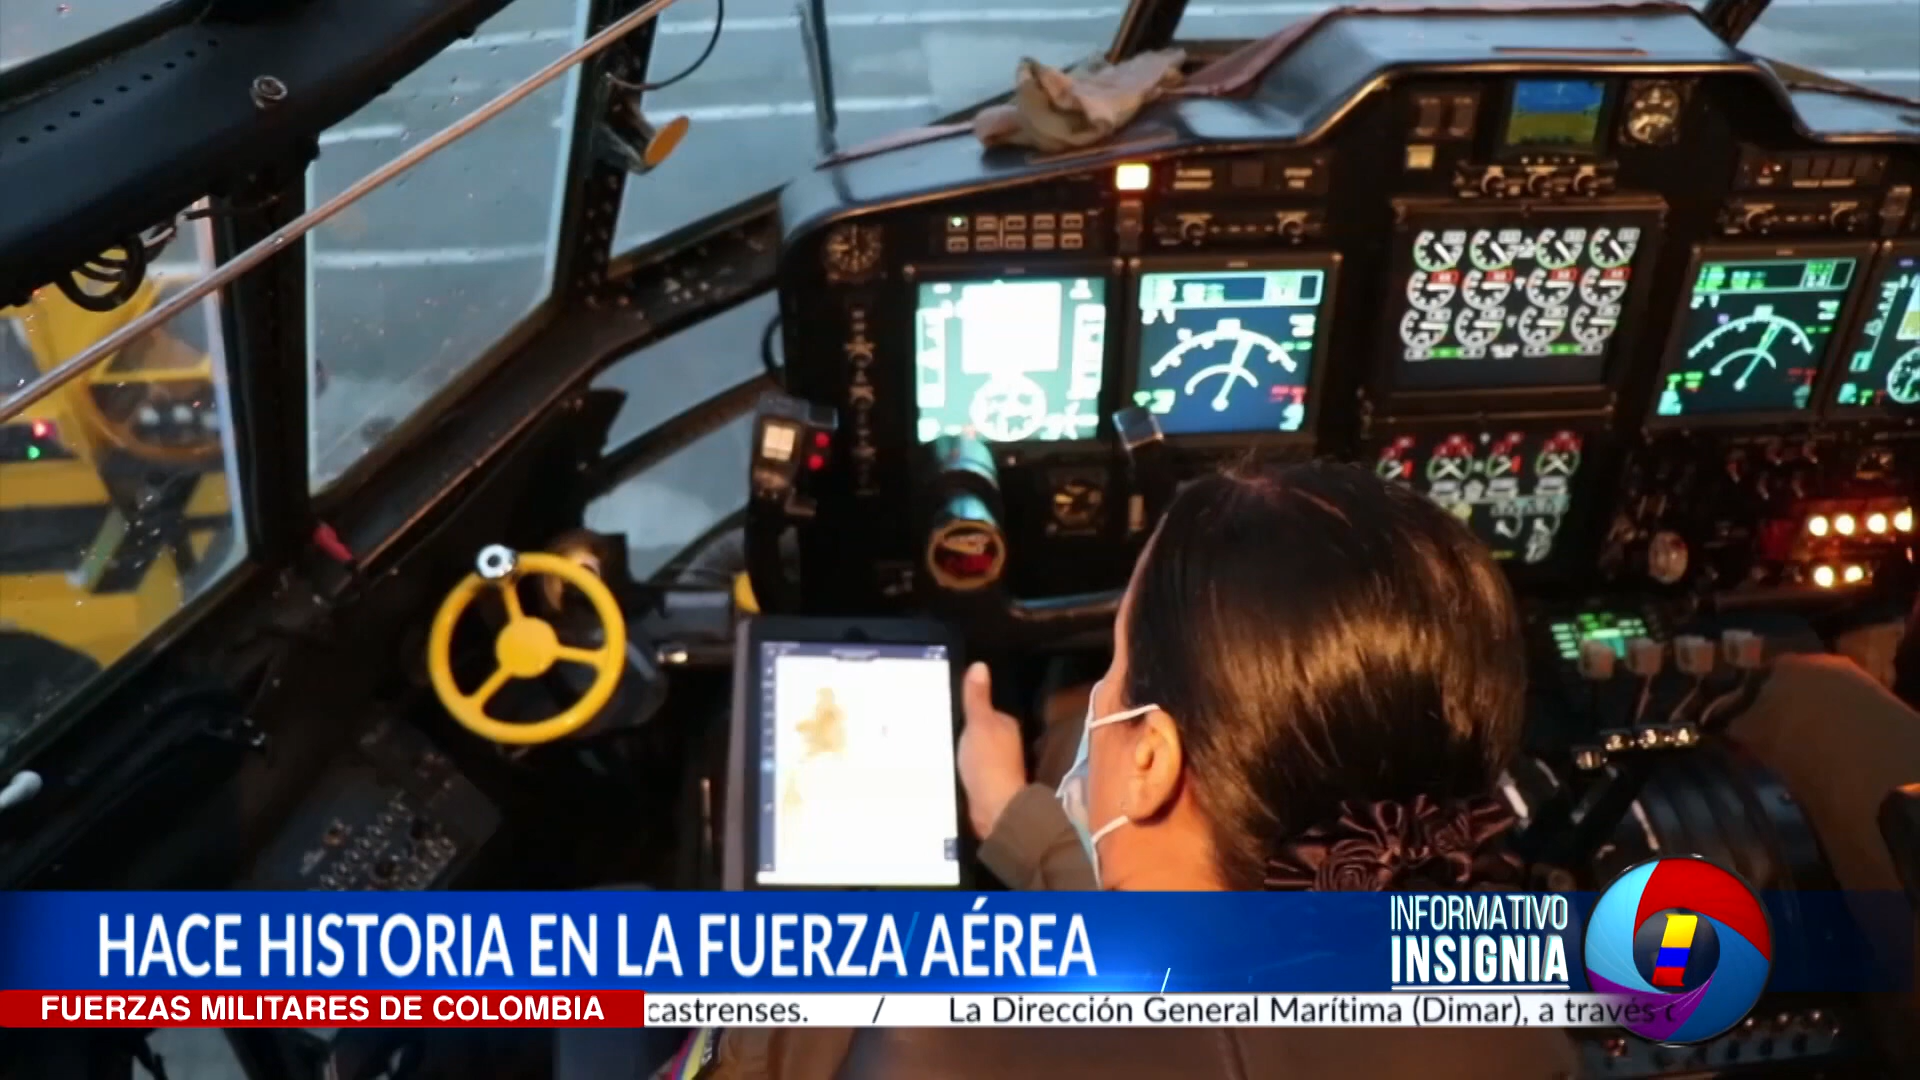 HACE HISTORIA EN LA FUERZA AÉREA
INFORMATIVO
INSIGNIA
FUERZAS MILITARES DE COLOMBIA
castrenses. / La Dirección General Marítima (Dimar), a través